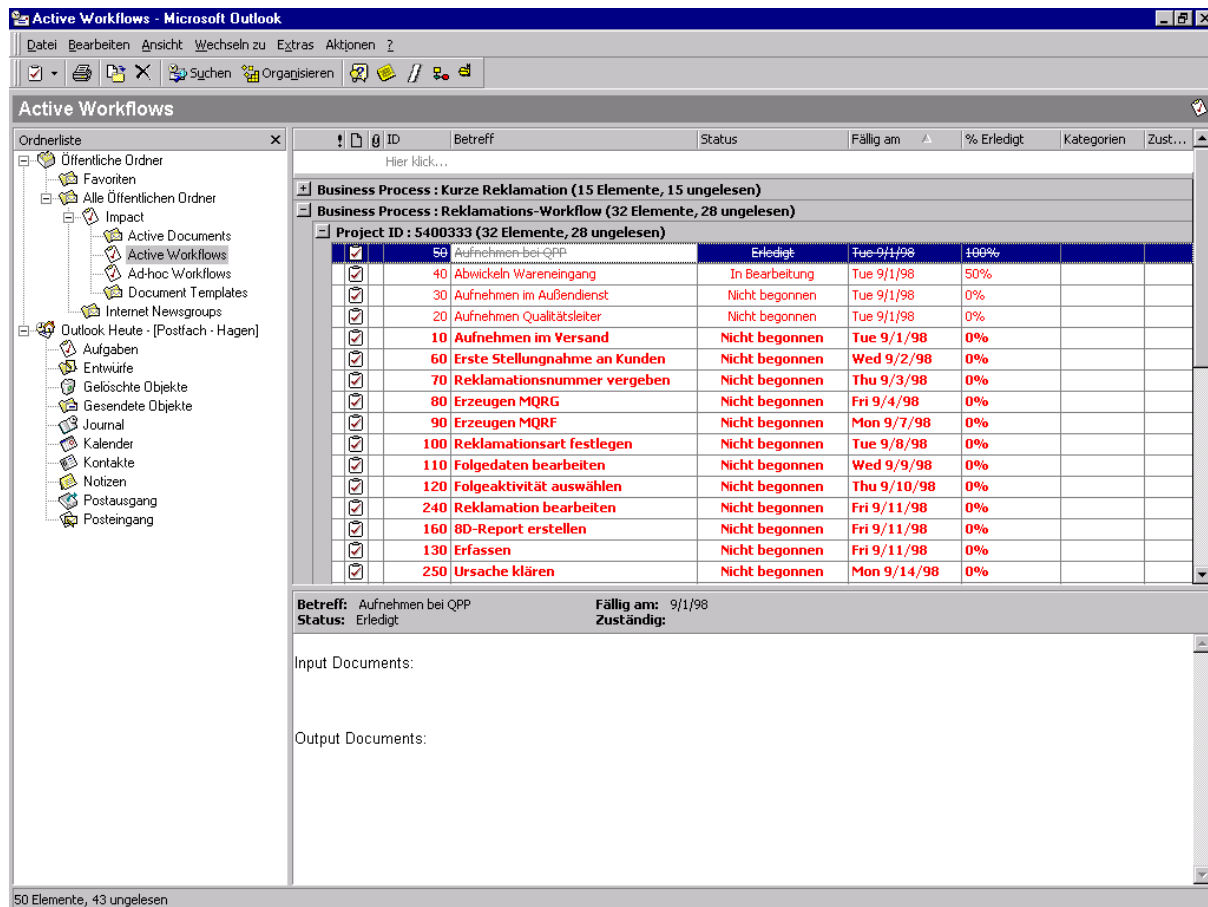 Active Workflows - Microsoft Outlook
Datei Bearbeiten Ansicht Wechseln zu Extras Aktionen ?
Suchen Organisieren
Active Workflows
Ordnerliste
Öffentliche Ordner
Favoriten
Alle Öffentlichen Ordner
Impact
Active Documents
Active Workflows
Ad-hoc Workflows
Document Templates
Internet Newsgroups
Outlook Heute - [Postfach - Hagen]
Aufgaben
Entwürfe
Gelöschte Objekte
Gesendete Objekte
Journal
Kalender
Kontakte
Notizen
Postausgang
Posteingang
! ID Betreff Status Fällig am % Erledigt Kategorien Zust...
Hier klick...
Business Process : Kurze Reklamation (15 Elemente, 15 ungelesen)
Business Process : Reklamations-Workflow (32 Elemente, 28 ungelesen)
Project ID : 5400333 (32 Elemente, 28 ungelesen)
50 Aufnehmen bei QPP Erledigt Tue 9/1/98 100%
40 Abwickeln Wareneingang In Bearbeitung Tue 9/1/98 50%
30 Aufnehmen im Außendienst Nicht begonnen Tue 9/1/98 0%
20 Aufnehmen Qualitätsleiter Nicht begonnen Tue 9/1/98 0%
10 Aufnehmen im Versand Nicht begonnen Tue 9/1/98 0%
60 Erste Stellungnahme an Kunden Nicht begonnen Wed 9/2/98 0%
70 Reklamationsnummer vergeben Nicht begonnen Thu 9/3/98 0%
80 Erzeugen MQRG Nicht begonnen Fri 9/4/98 0%
90 Erzeugen MQRF Nicht begonnen Mon 9/7/98 0%
100 Reklamationsart festlegen Nicht begonnen Tue 9/8/98 0%
110 Folgedaten bearbeiten Nicht begonnen Wed 9/9/98 0%
120 Folgeaktivität auswählen Nicht begonnen Thu 9/10/98 0%
240 Reklamation bearbeiten Nicht begonnen Fri 9/11/98 0%
160 8D-Report erstellen Nicht begonnen Fri 9/11/98 0%
130 Erfassen Nicht begonnen Fri 9/11/98 0%
250 Ursache klären Nicht begonnen Mon 9/14/98 0%
Betreff: Aufnehmen bei QPP Fällig am: 9/1/98
Status: Erledigt Zuständig:
Input Documents:
Output Documents:
50 Elemente, 43 ungelesen